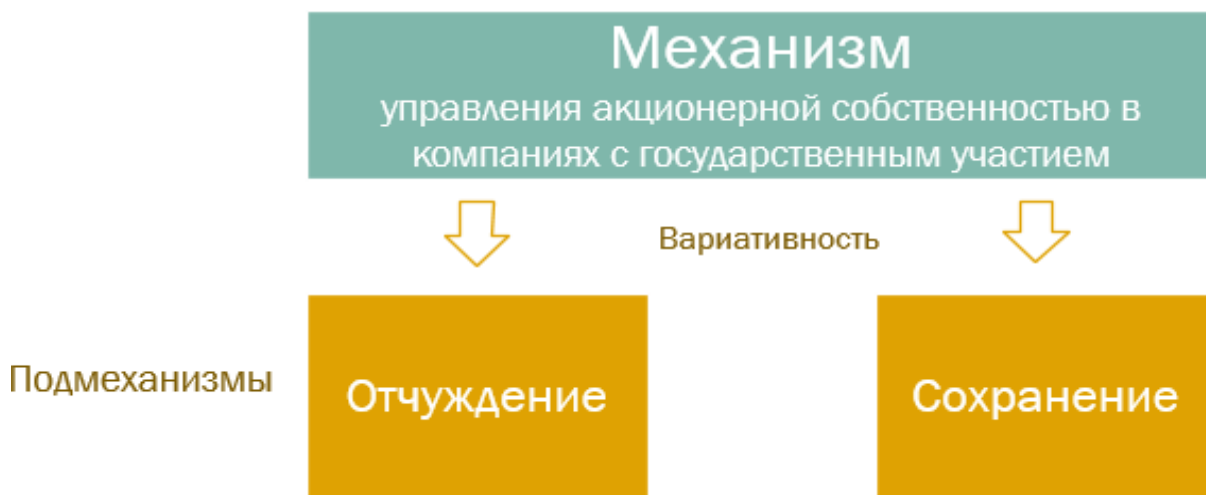 Механизм
управления акционерной собственностью в
компаниях с государственным участием
Вариативность
Подмеханизмы
Отчуждение
Сохранение